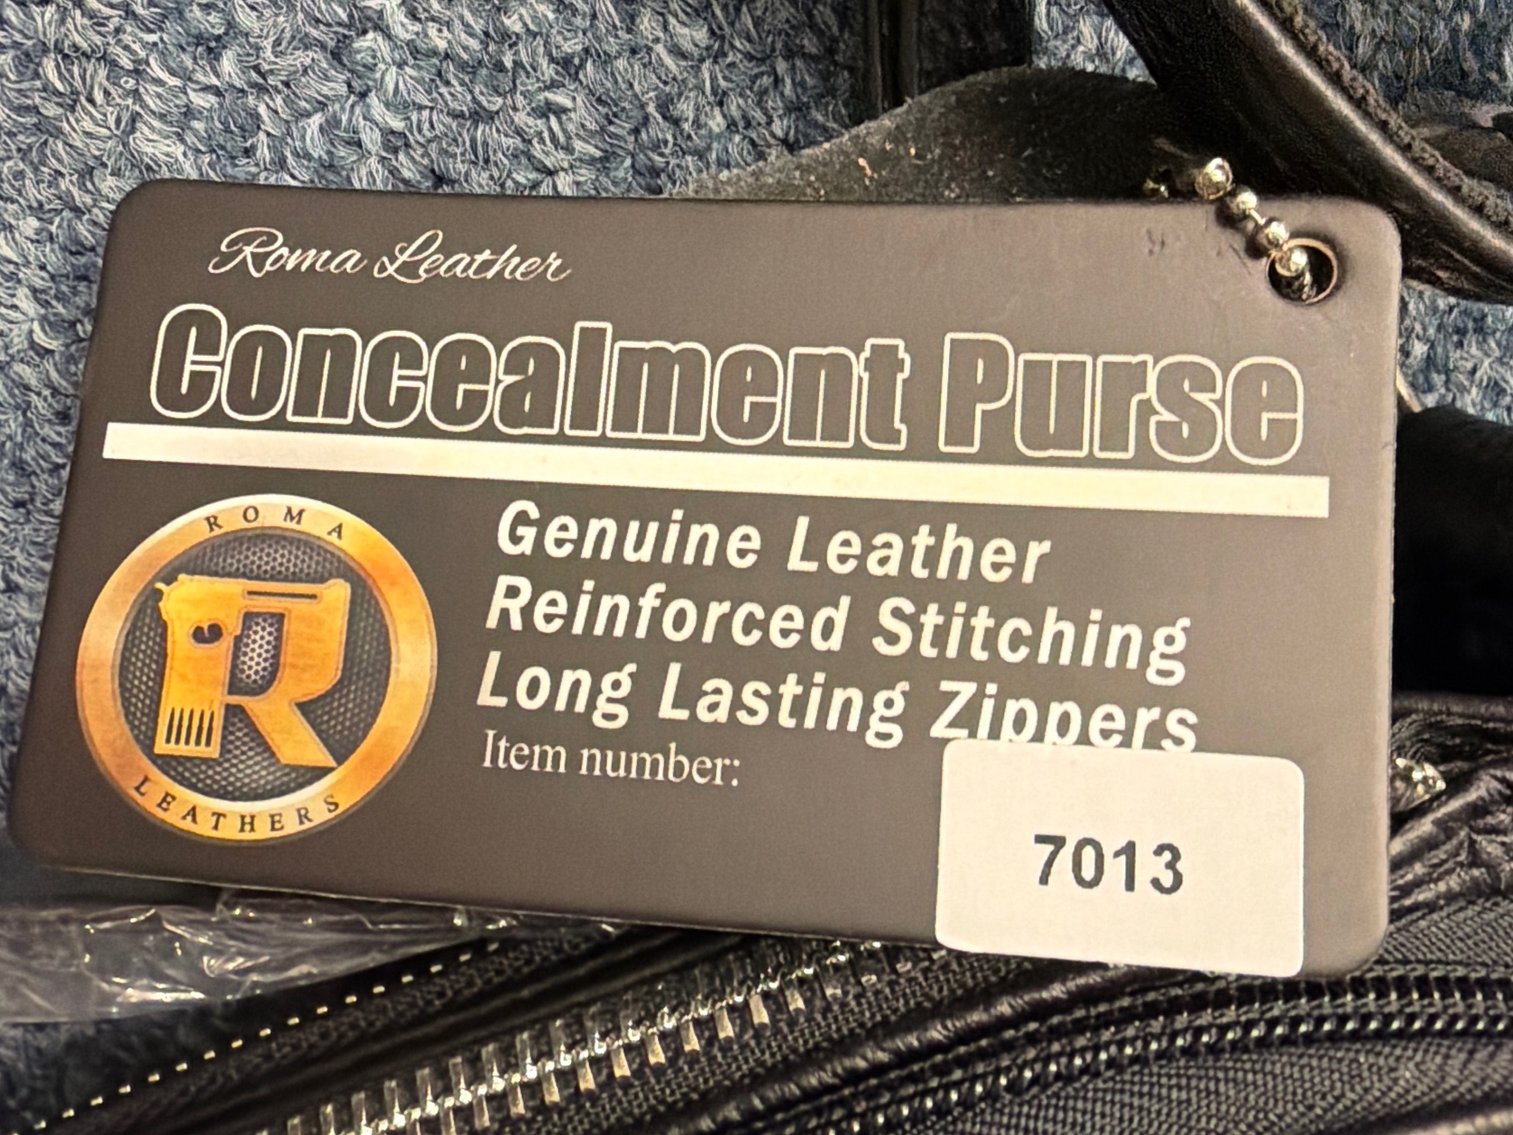 Roma Leather
Concealment Purse
ROMA
R
LEATHERS
Genuine Leather
Reinforced Stitching
Long Lasting Zippers
Item number:
7013